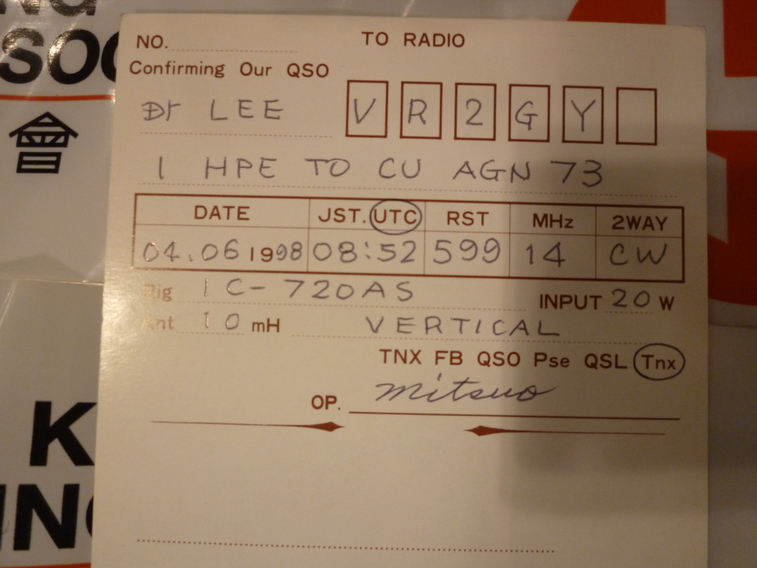 NO. TO RADIO
Confirming Our QSO
Dr LEE V R 2 G Y
I HPE TO CU AGN 73
DATE JST. UTC RST MHz 2WAY
04.06 1998 08:52 599 14 CW
Rig IC-720AS INPUT 20 W
Ant 10 mH VERTICAL
TNX FB QSO Pse QSL Tnx
OP. Mitsuo
SOC
會
K